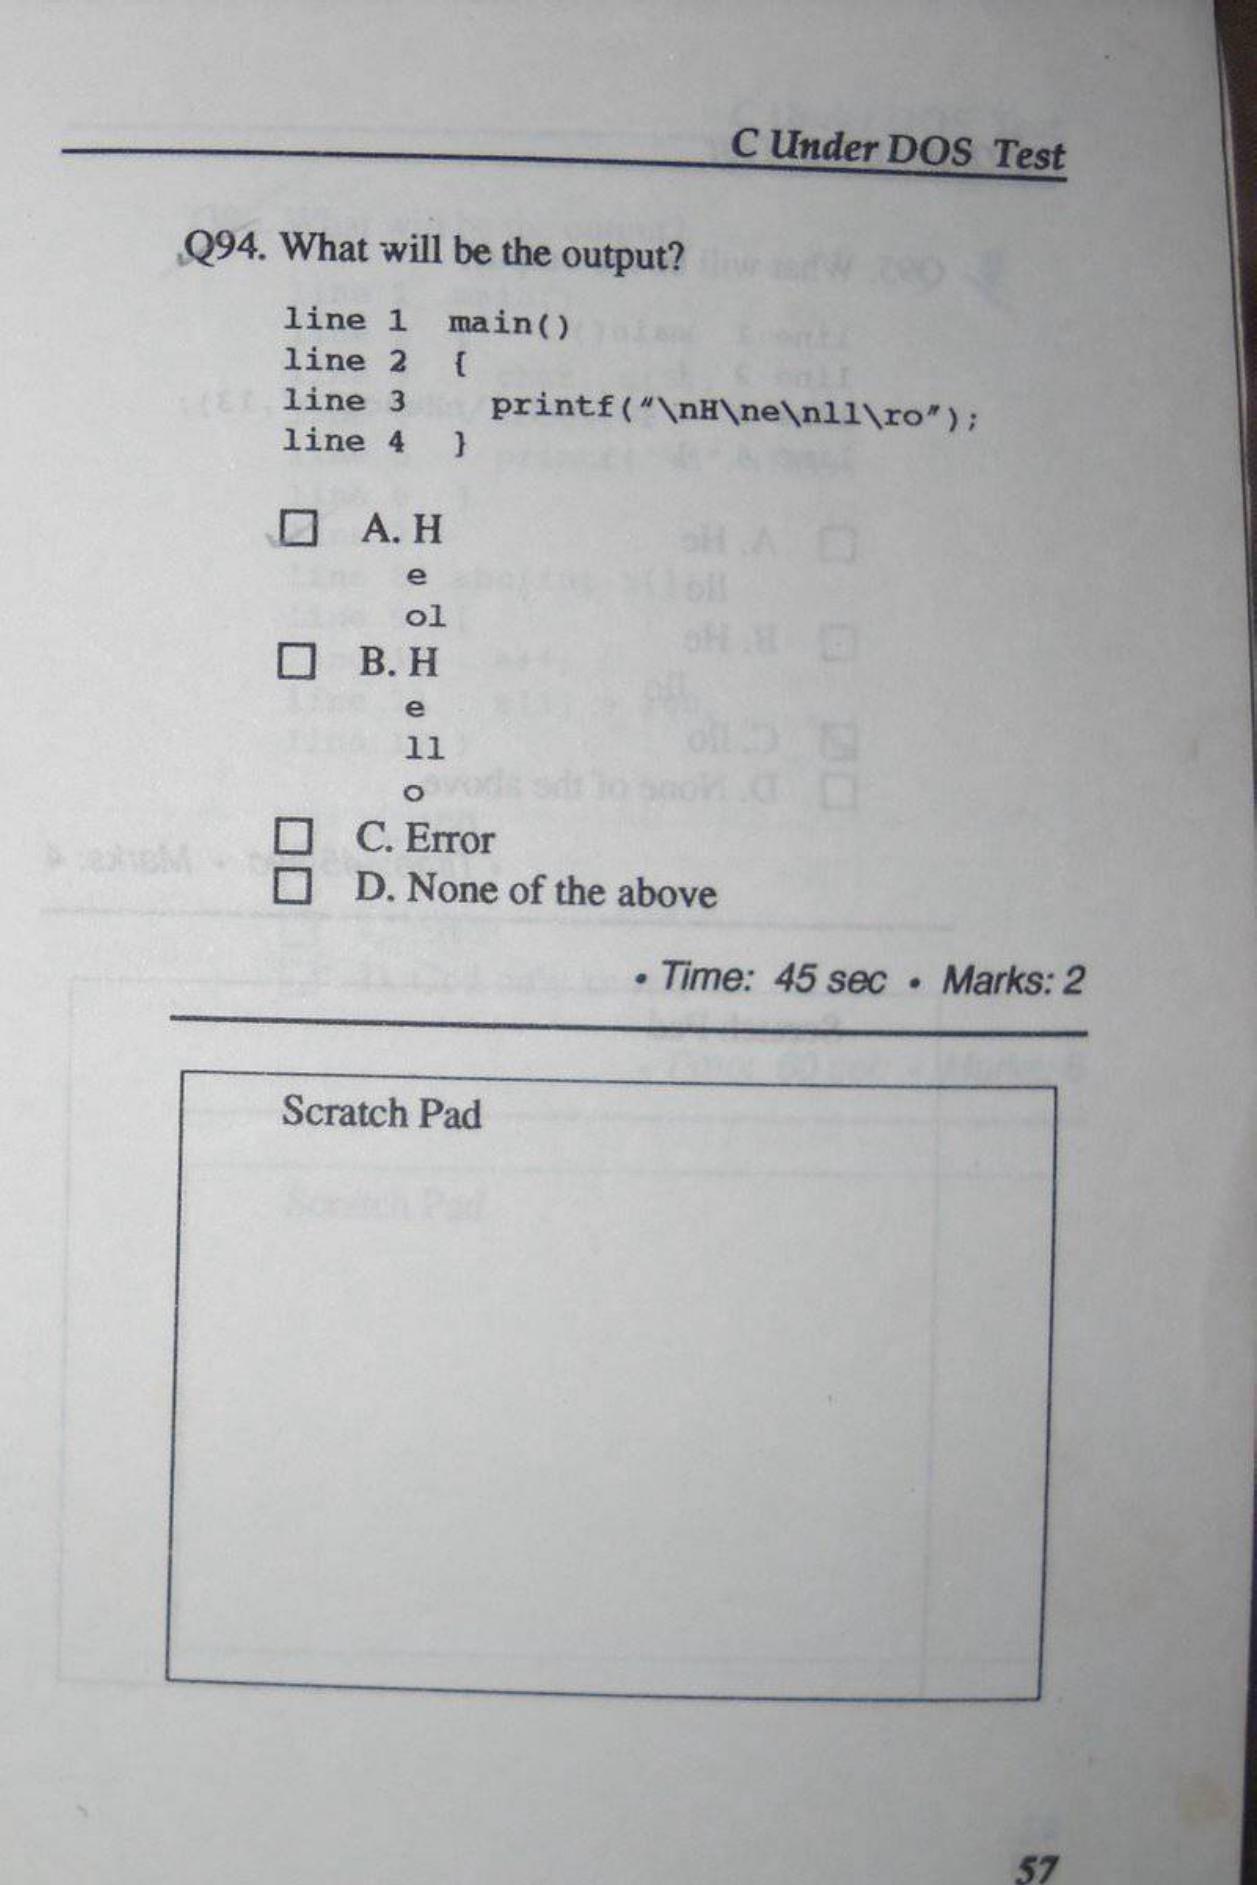 C Under DOS Test
Q94. What will be the output?
line 1 main()
line 2 {
line 3 printf("\nH\ne\nll\ro");
line 4 }
A. H
e
ol
B. H
e
ll
o
C. Error
D. None of the above
• Time: 45 sec • Marks: 2
Scratch Pad
57